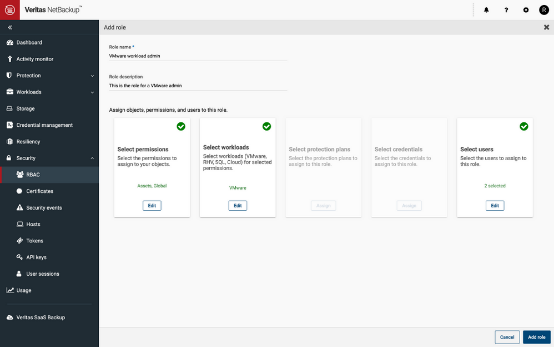 Veritas NetBackup™
R
Add role
Dashboard
Activity monitor
Protection
Workloads
Storage
Credential management
Resiliency
Security
RBAC
Certificates
Security events
Hosts
Tokens
API keys
User sessions
Usage
Veritas SaaS Backup
Role name *
VMware workload admin
Role description
This is the role for a VMware admin
Assign objects, permissions, and users to this role.
Select permissions
Select the permissions to
assign to your objects.
Assets, Global
Edit
Select workloads
Select workloads (VMware,
RHV, SQL, Cloud) for selected
permissions.
VMware
Edit
Select protection plans
Select the protection plans to
assign to this role.
Assign
Select credentials
Select the credentials to
assign to this role.
Assign
Select users
Select the users to assign to
this role.
2 selected
Edit
Cancel
Add role